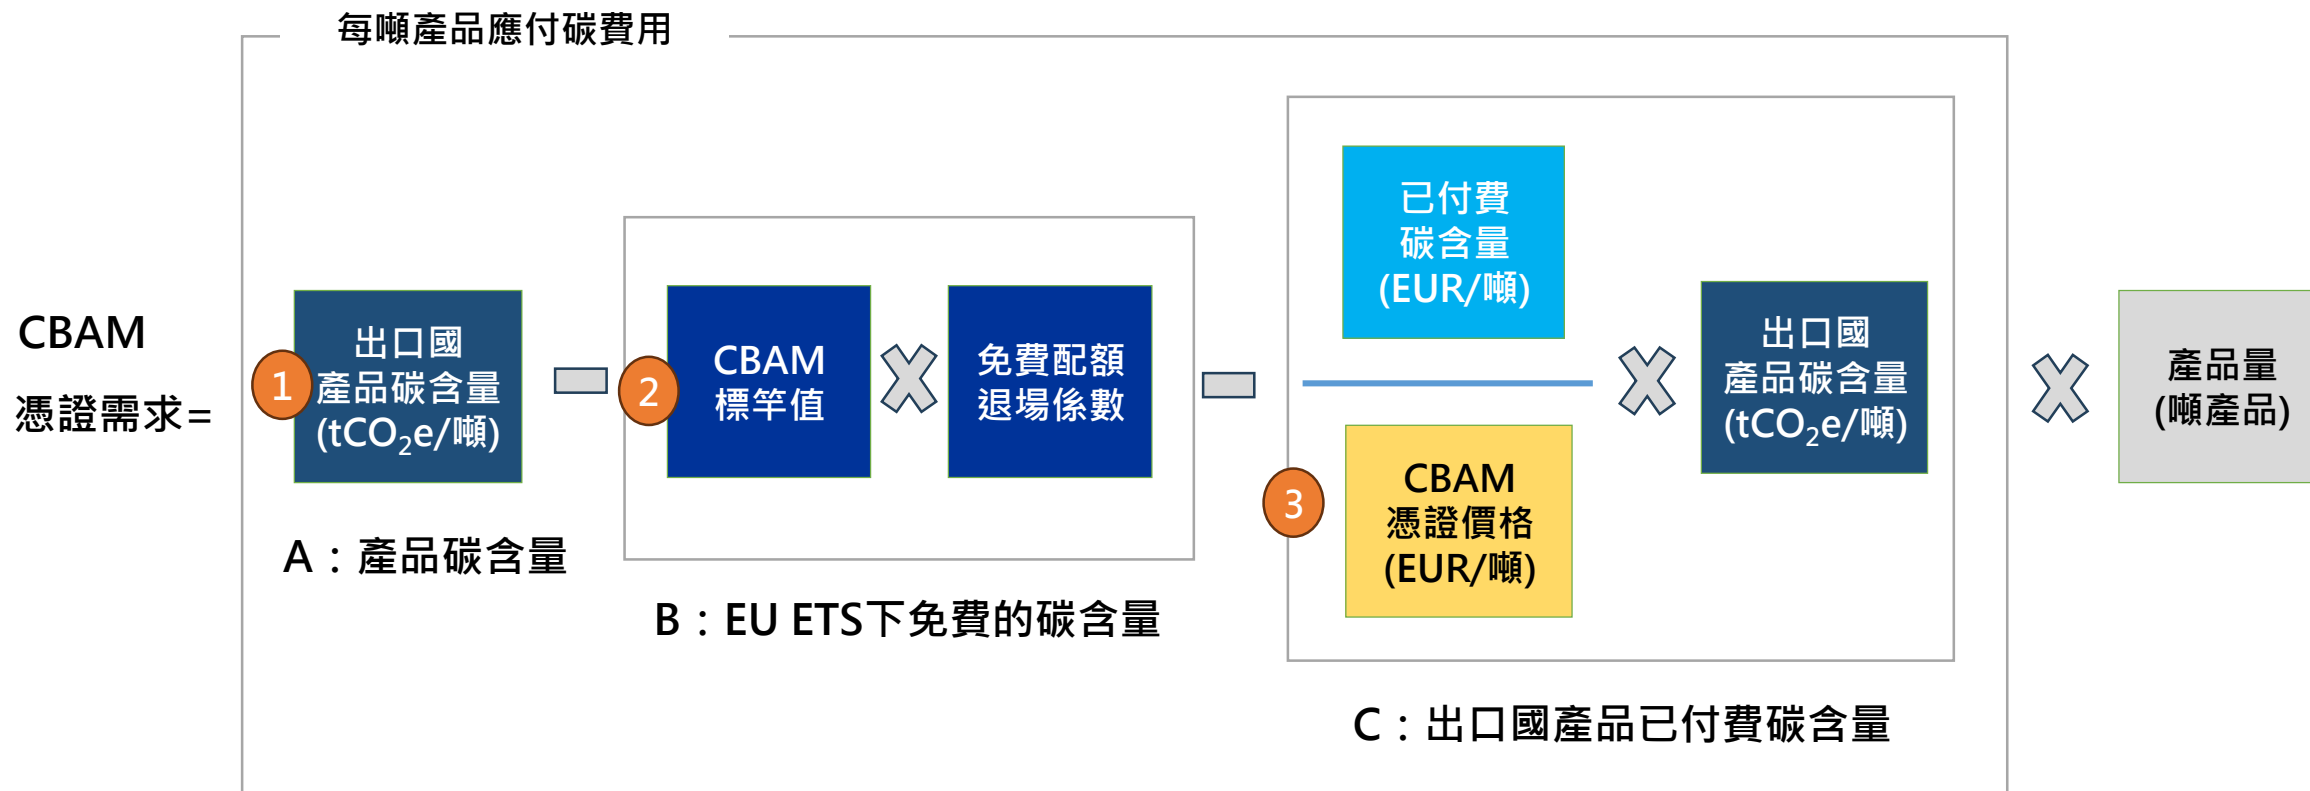 每噸產品應付碳費用
CBAM
憑證需求=
1
出口國
產品碳含量
(tCO₂e/噸)
A：產品碳含量
2
CBAM
標竿值
免費配額
退場係數
B：EU ETS下免費的碳含量
已付費
碳含量
(EUR/噸)
3
CBAM
憑證價格
(EUR/噸)
出口國
產品碳含量
(tCO₂e/噸)
C：出口國產品已付費碳含量
產品量
(噸產品)